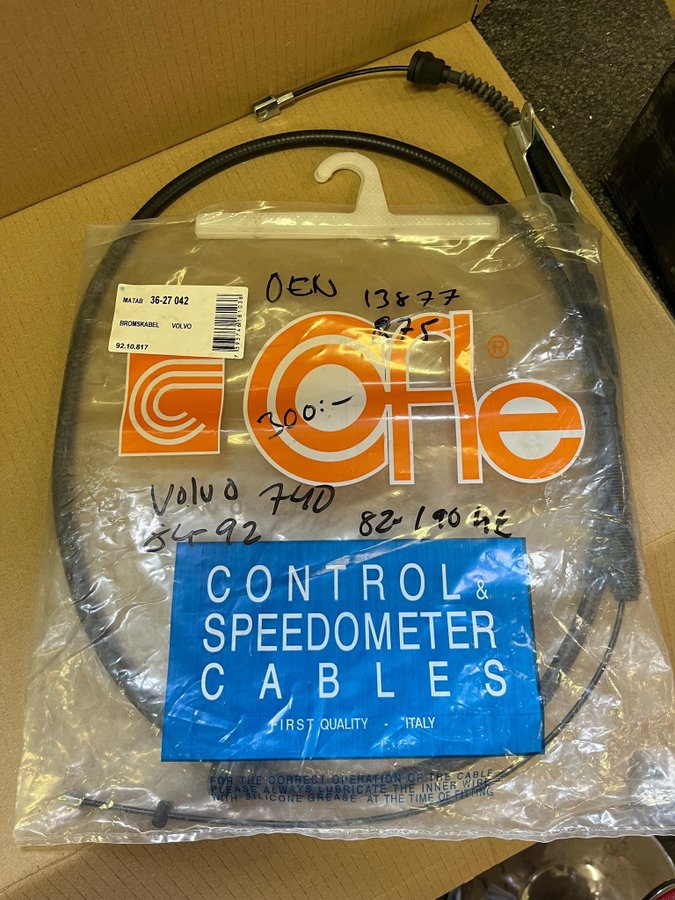 OEN 13877
875
MATAB 36-27 042
BROMSKABEL VOLVO
92.10.817
Cofle ®
300:-
Volvo 740
84-92
82-190 hk
CONTROL &
SPEEDOMETER
CABLES
FIRST QUALITY - ITALY
FOR THE CORRECT OPERATION OF THE CABLE
PLEASE ALWAYS LUBRICATE THE INNER WIRE
WITH SILICONE GREASE AT THE TIME OF FITTING